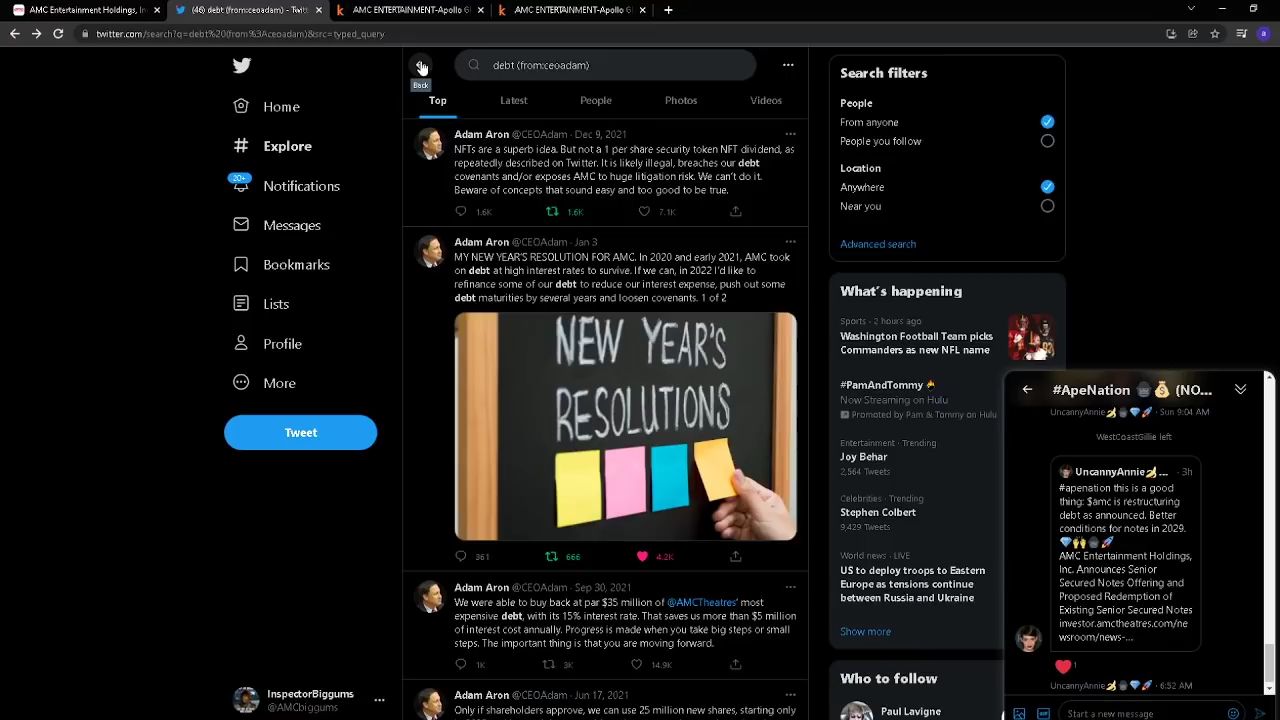 AMC Entertainment Holdings, In
(46) debt (from:ceoadam) - Twitt
AMC ENTERTAINMENT-Apollo Gl
AMC ENTERTAINMENT-Apollo Gl
twitter.com/search?q=debt%20(from%3Aceoadam)&src=typed_query
debt (from:ceoadam)
Back
Top
Latest
People
Photos
Videos
Home
Explore
20+
Notifications
Messages
Bookmarks
Lists
Profile
More
Tweet
InspectorBiggums
@AMCbiggums
Adam Aron @CEOAdam · Dec 9, 2021
NFTs are a superb idea. But not a 1 per share security token NFT dividend, as
repeatedly described on Twitter. It is likely illegal, breaches our debt
covenants and/or exposes AMC to huge litigation risk. We can't do it.
Beware of concepts that sound easy and too good to be true.
1.6K 1.6K 7.1K
Adam Aron @CEOAdam · Jan 3
MY NEW YEAR'S RESOLUTION FOR AMC. In 2020 and early 2021, AMC took
on debt at high interest rates to survive. If we can, in 2022 I'd like to
refinance some of our debt to reduce our interest expense, push out some
debt maturities by several years and loosen covenants. 1 of 2
NEW YEAR'S
RESOLUTIONS
361 666 4.2K
Adam Aron @CEOAdam · Sep 30, 2021
We were able to buy back at par $35 million of @AMCTheatres' most
expensive debt, with its 15% interest rate. That saves us more than $5 million
of interest cost annually. Progress is made when you take big steps or small
steps. The important thing is that you are moving forward.
1K 3K 14.9K
Adam Aron @CEOAdam · Jun 17, 2021
Only if shareholders approve, we can use 25 million new shares, starting only
Search filters
People
From anyone
People you follow
Location
Anywhere
Near you
Advanced search
What's happening
Sports · 2 hours ago
Washington Football Team picks
Commanders as new NFL name
#PamAndTommy
Now Streaming on Hulu
Promoted by Pam & Tommy on Hulu
Entertainment · Trending
Joy Behar
2,564 Tweets
Celebrities · Trending
Stephen Colbert
9,429 Tweets
World news · LIVE
US to deploy troops to Eastern
Europe as tensions continue
between Russia and Ukraine
Show more
Who to follow
Paul Lavigne
#ApeNation 🦍💰 (NO...
UncannyAnnie🍌🦍💎🚀 · Sun 9:04 AM
WestCoastGillie left
UncannyAnnie🍌... · 3h
#apenation this is a good
thing: $amc is restructuring
debt as announced. Better
conditions for notes in 2029.
💎🙌🦍🚀
AMC Entertainment Holdings,
Inc. Announces Senior
Secured Notes Offering and
Proposed Redemption of
Existing Senior Secured Notes
investor.amctheatres.com/ne
wsroom/news-...
1
UncannyAnnie🍌🦍💎🚀 · 6:52 AM
Start a new message